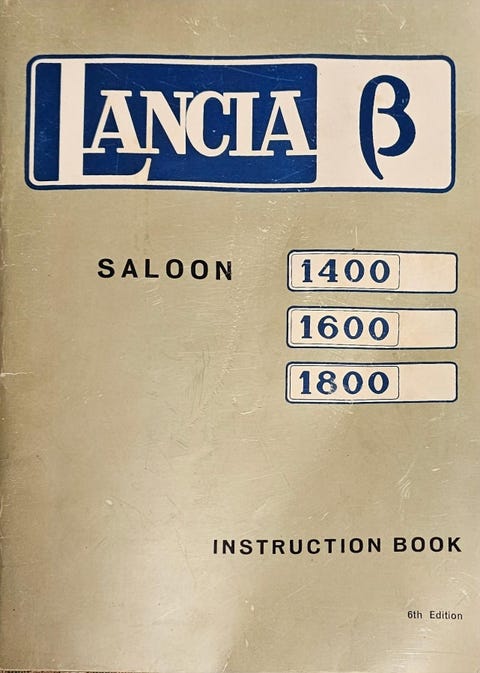 LANCIA β
SALOON 1400
1600
1800
INSTRUCTION BOOK
6th Edition